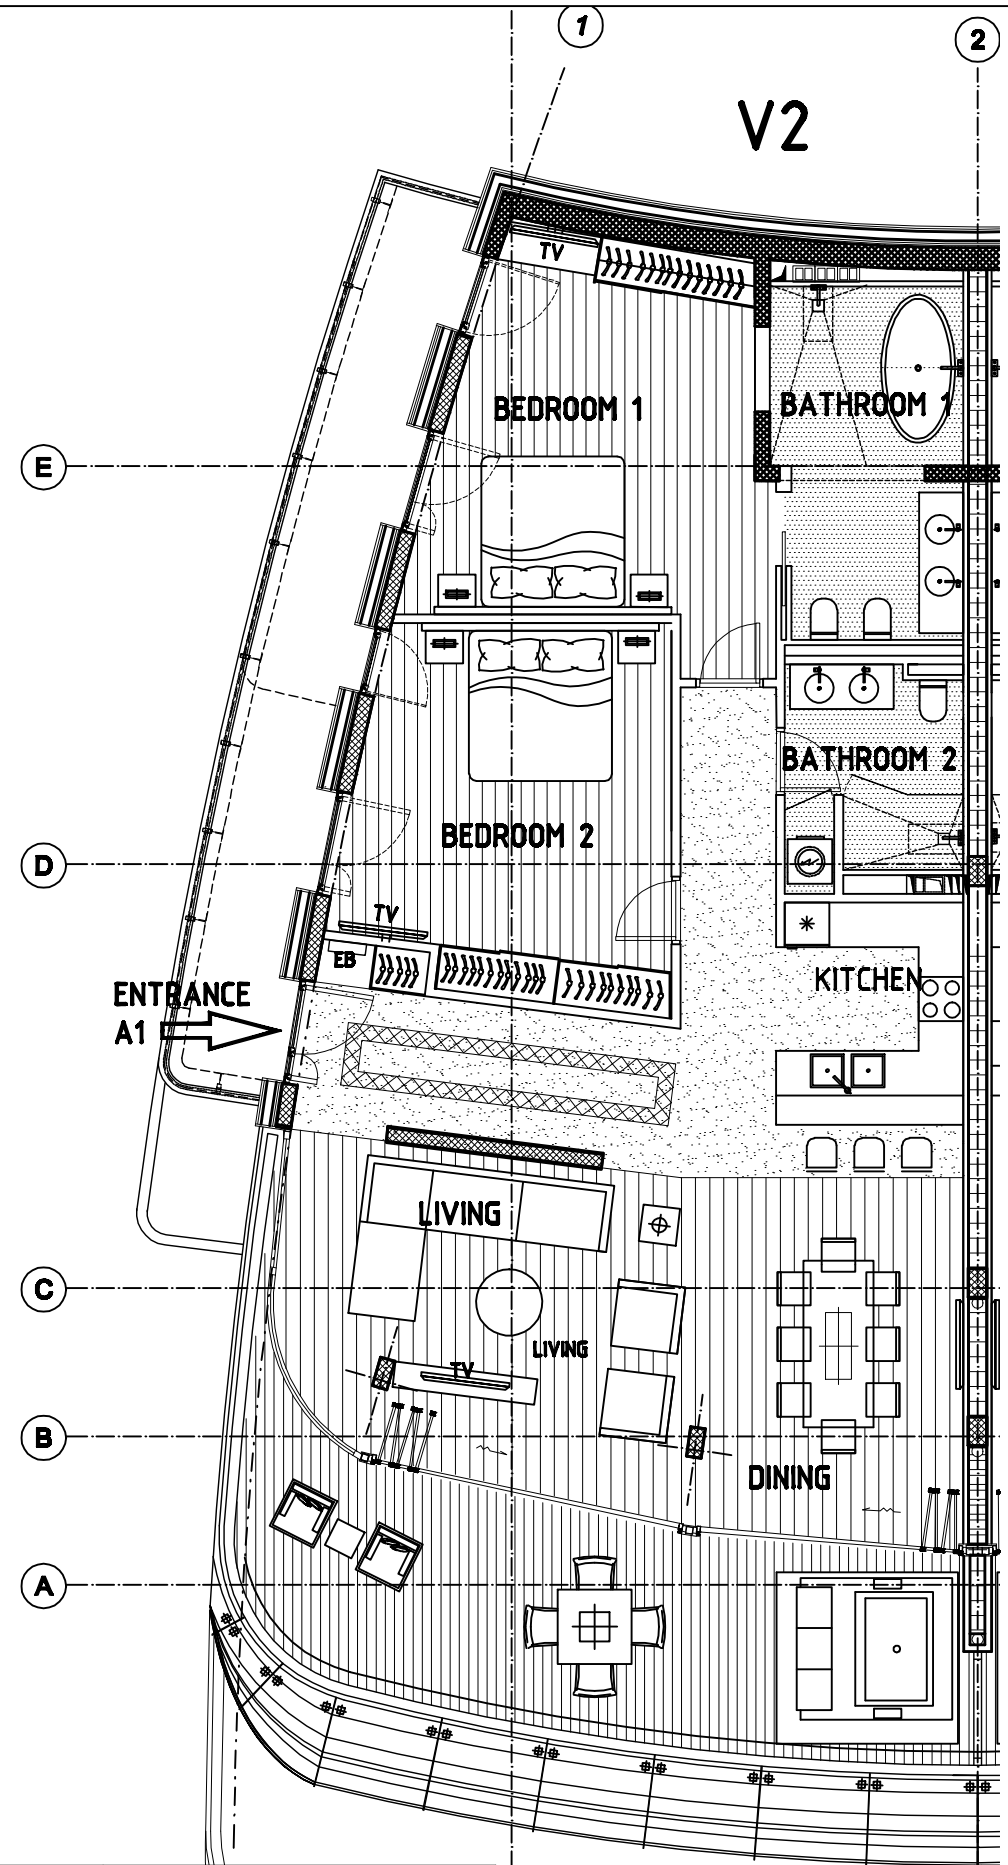 1
2
V2
TV
BEDROOM 1
BATHROOM 1
E
BATHROOM 2
BEDROOM 2
D
TV
EB
KITCHEN
ENTRANCE
A1
LIVING
C
LIVING
TV
B
DINING
A